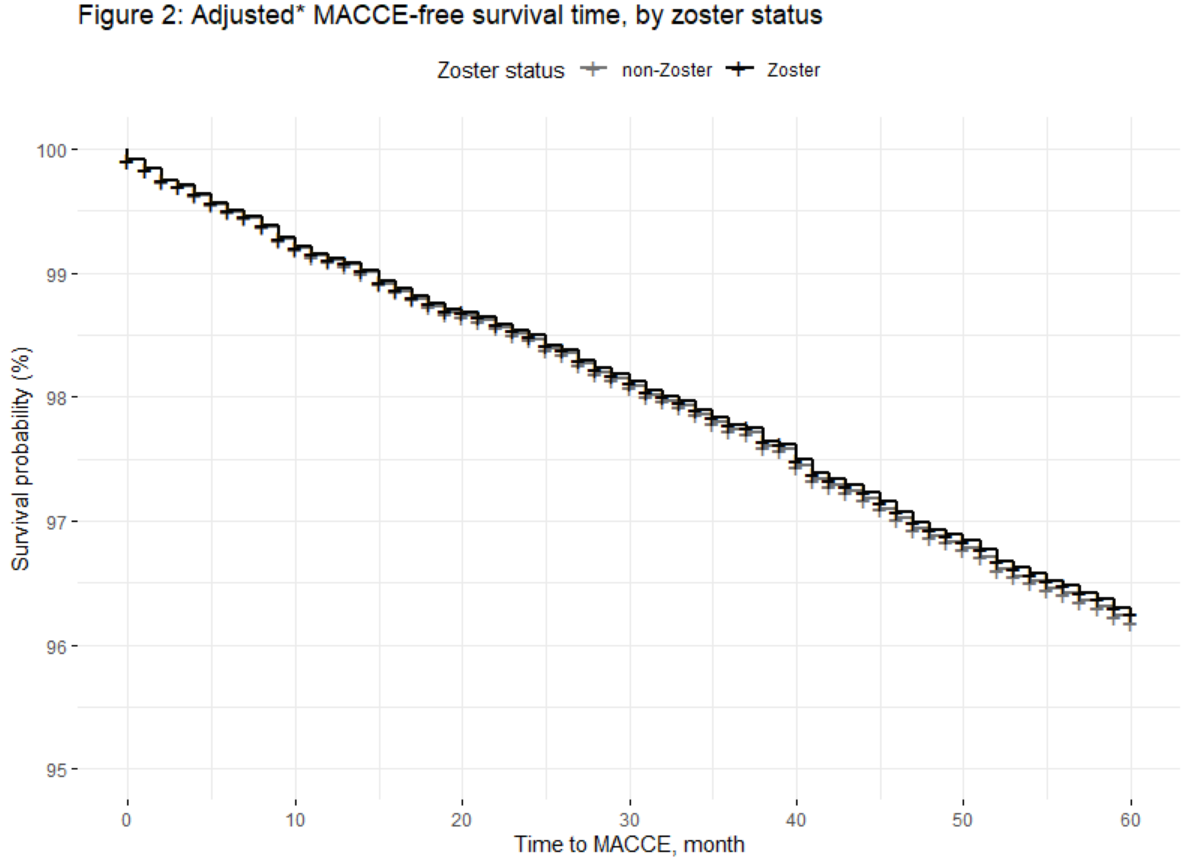 Figure 2: Adjusted* MACCE-free survival time, by zoster status
Zoster status non-Zoster Zoster
100
99
98
97
96
95
Survival probability (%)
0 10 20 30 40 50 60
Time to MACCE, month